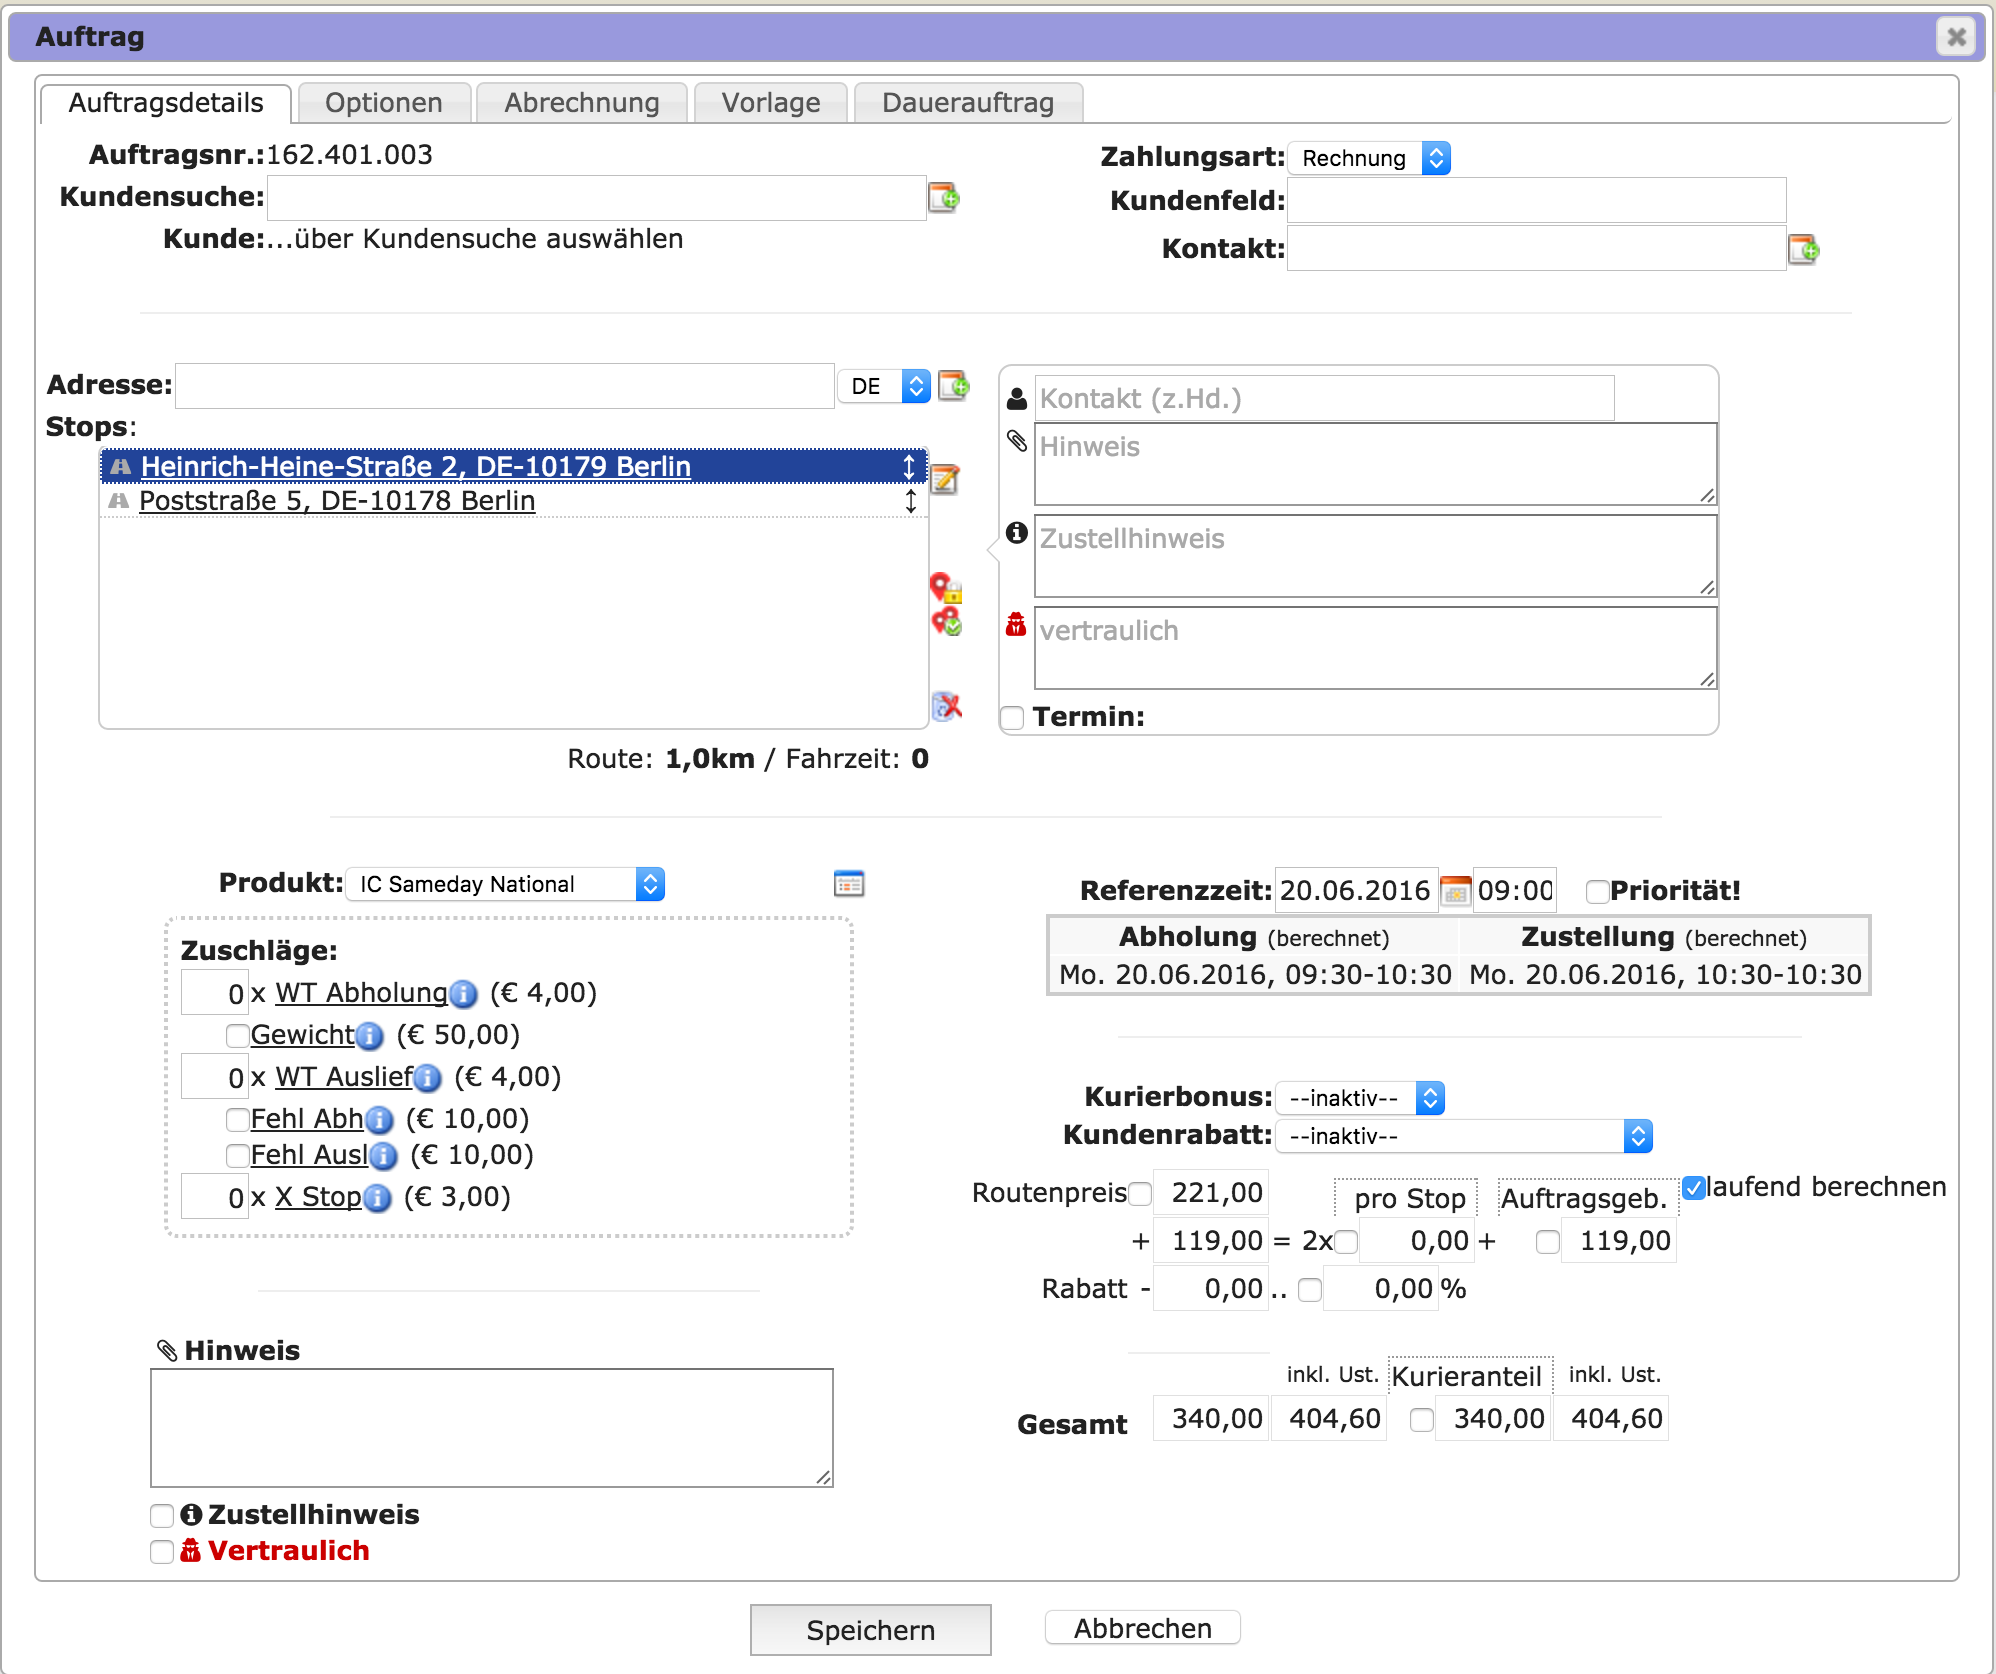 Auftrag
Auftragsdetails Optionen Abrechnung Vorlage Dauerauftrag
Auftragsnr.:162.401.003
Zahlungsart: Rechnung
Kundensuche:
Kundenfeld:
Kunde:...über Kundensuche auswählen
Kontakt:
Adresse: DE
Stops:
Heinrich-Heine-Straße 2, DE-10179 Berlin
Poststraße 5, DE-10178 Berlin
Route: 1,0km / Fahrzeit: 0
Kontakt (z.Hd.)
Hinweis
Zustellhinweis
vertraulich
Termin:
Produkt: IC Sameday National
Zuschläge:
0 x WT Abholung (€ 4,00)
Gewicht (€ 50,00)
0 x WT Auslief (€ 4,00)
Fehl Abh (€ 10,00)
Fehl Ausl (€ 10,00)
0 x X Stop (€ 3,00)
Hinweis
Zustellhinweis
Vertraulich
Referenzzeit: 20.06.2016 09:00 Priorität!
Abholung (berechnet) Zustellung (berechnet)
Mo. 20.06.2016, 09:30-10:30 Mo. 20.06.2016, 10:30-10:30
Kurierbonus: --inaktiv--
Kundenrabatt: --inaktiv--
Routenpreis 221,00 pro Stop Auftragsgeb. laufend berechnen
+ 119,00 = 2x 0,00 + 119,00
Rabatt - 0,00 .. 0,00 %
inkl. Ust. Kurieranteil inkl. Ust.
Gesamt 340,00 404,60 340,00 404,60
Speichern Abbrechen